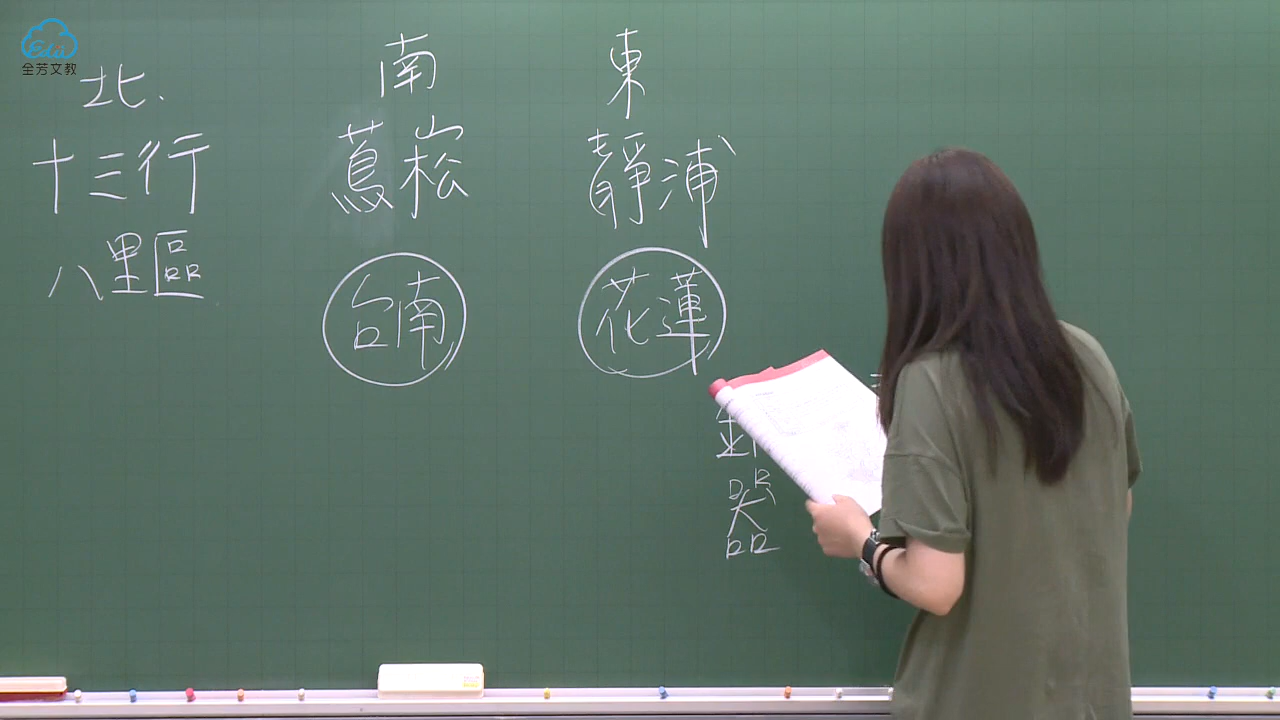 Edu
全芳文教
北
十三行
八里區
南
蔦松
台南
東
靜浦
花蓮
器